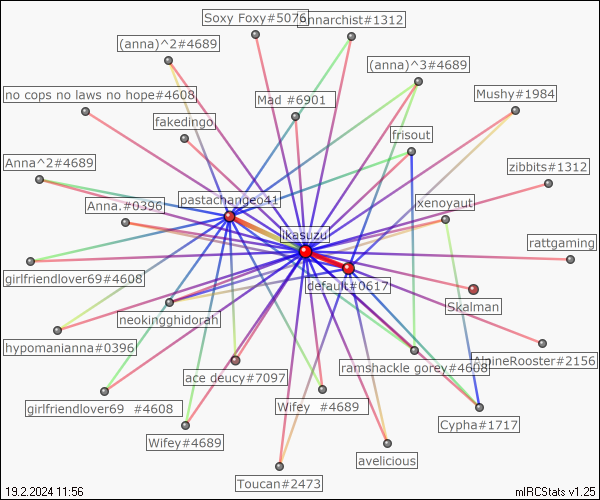 Soxy Foxy#5076
annarchist#1312
(anna)^2#4689
(anna)^3#4689
no cops no laws no hope#4608
Mad #6901
Mushy#1984
fakedingo
frisout
Anna^2#4689
zibbits#1312
pastachangeo41
Anna.#0396
xenoyaut
ikasuzu
rattgaming
girlfriendlover69#4608
default#0617
Skalman
neokingghidorah
hypomanianna#0396
ramshackle gorey#4608
AlpineRooster#2156
ace deucy#7097
girlfriendlover69 #4608
Wifey #4689
Cypha#1717
Wifey#4689
avelicious
Toucan#2473
19.2.2024 11:56
mIRCStats v1.25